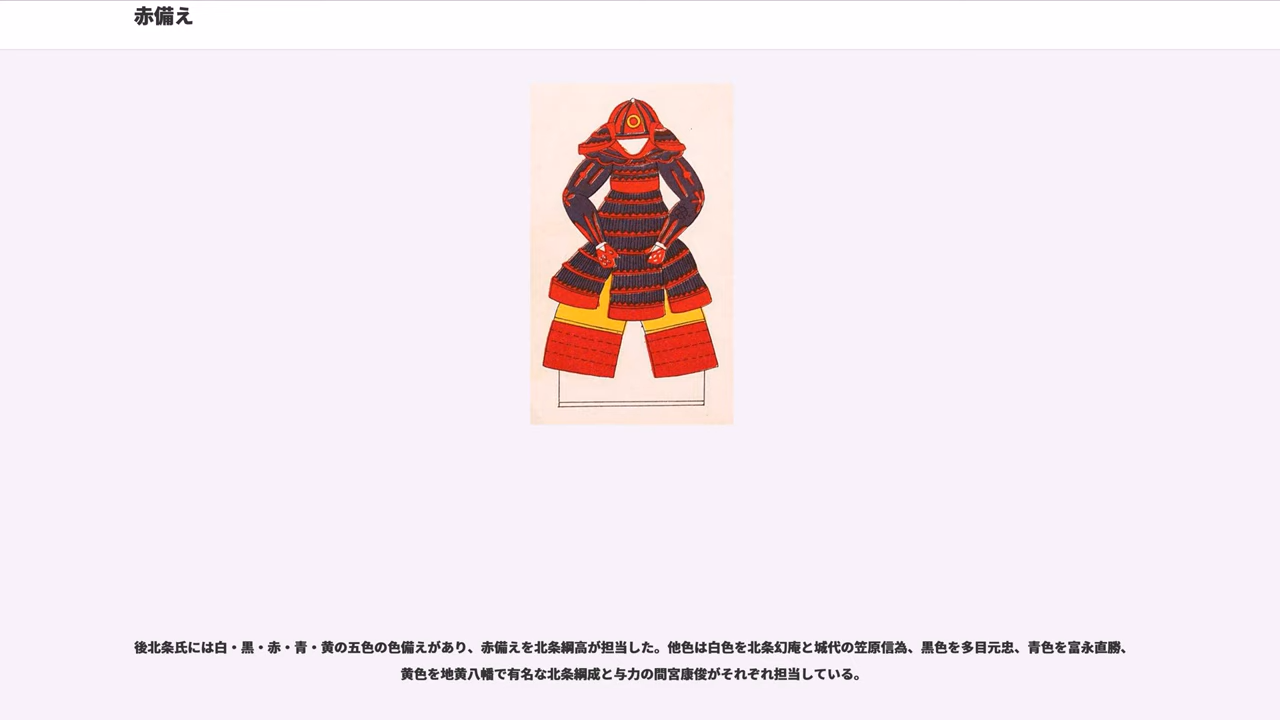 赤備え
後北条氏には白・黒・赤・青・黄の五色の色備えがあり、赤備えを北条綱高が担当した。他色は白色を北条幻庵と城代の笠原信為、黒色を多目元忠、青色を富永直勝、
黄色を地黄八幡で有名な北条綱成と与力の間宮康俊がそれぞれ担当している。